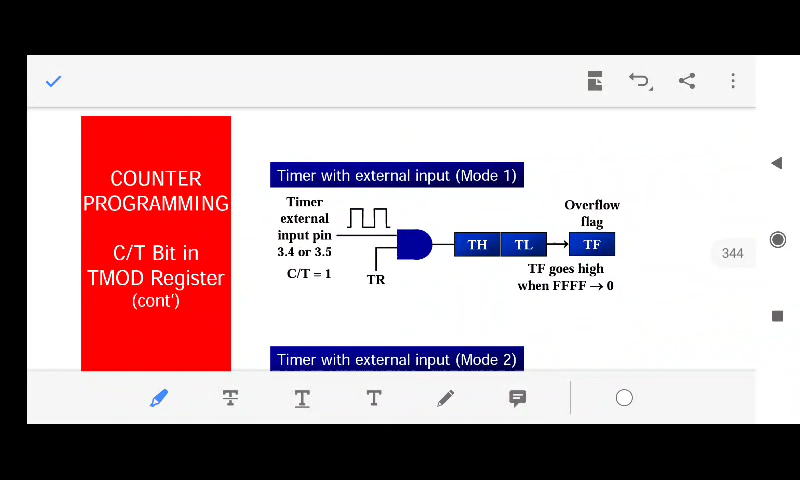 COUNTER
PROGRAMMING
C/T Bit in
TMOD Register
(cont')
Timer with external input (Mode 1)
Timer
external
input pin
3.4 or 3.5
C/T = 1
TR
TH
TL
TF
Overflow
flag
TF goes high
when FFFF → 0
344
Timer with external input (Mode 2)
T
T
T